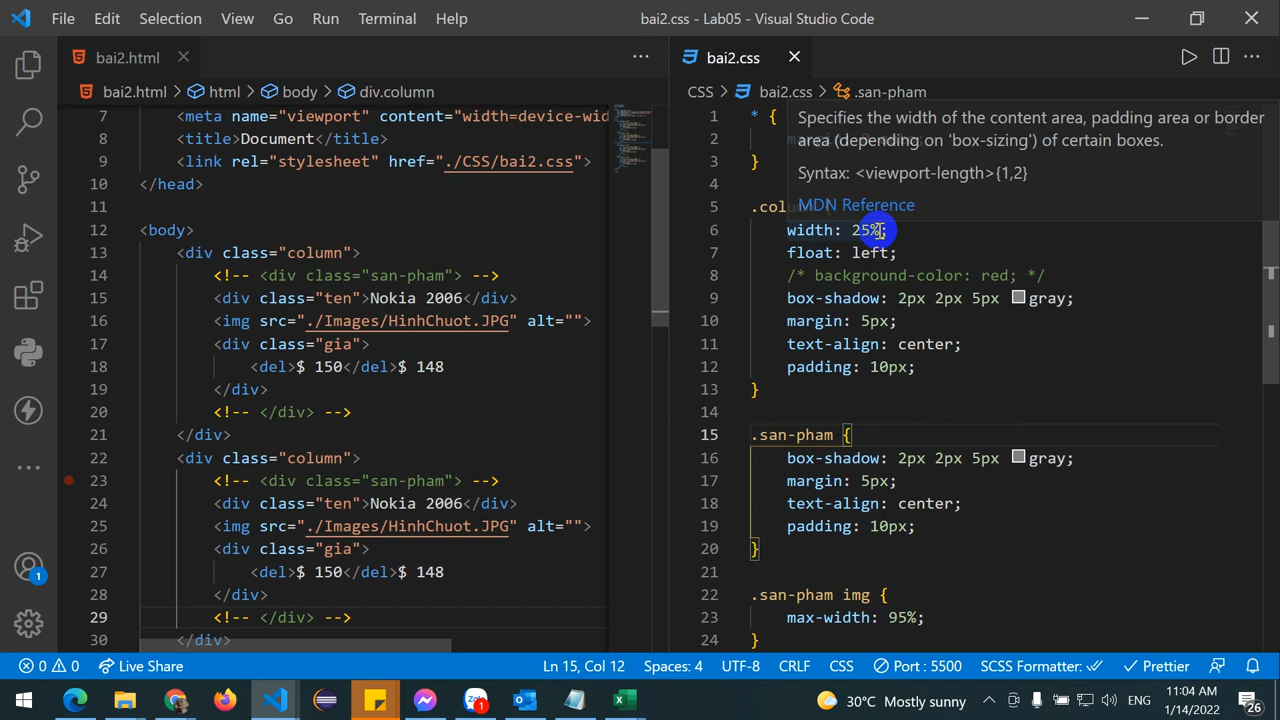 File Edit Selection View Go Run Terminal Help bai2.css - Lab05 - Visual Studio Code
bai2.html
bai2.html > html > body > div.column
7 <meta name="viewport" content="width=device-wid
8 <title>Document</title>
9 <link rel="stylesheet" href="./CSS/bai2.css">
10 </head>
11
12 <body>
13 <div class="column">
14 <!-- <div class="san-pham"> -->
15 <div class="ten">Nokia 2006</div>
16 <img src="./Images/HinhChuot.JPG" alt="">
17 <div class="gia">
18 <del>$ 150</del>$ 148
19 </div>
20 <!-- </div> -->
21 </div>
22 <div class="column">
23 <!-- <div class="san-pham"> -->
24 <div class="ten">Nokia 2006</div>
25 <img src="./Images/HinhChuot.JPG" alt="">
26 <div class="gia">
27 <del>$ 150</del>$ 148
28 </div>
29 <!-- </div> -->
30 </div>
bai2.css
CSS > bai2.css > .san-pham
1 * {
Specifies the width of the content area, padding area or border
area (depending on 'box-sizing') of certain boxes.
Syntax: <viewport-length>{1,2}
MDN Reference
2
3 }
4
5 .colu
6 width: 25%;
7 float: left;
8 /* background-color: red; */
9 box-shadow: 2px 2px 5px gray;
10 margin: 5px;
11 text-align: center;
12 padding: 10px;
13 }
14
15 .san-pham {
16 box-shadow: 2px 2px 5px gray;
17 margin: 5px;
18 text-align: center;
19 padding: 10px;
20 }
21
22 .san-pham img {
23 max-width: 95%;
24 }
1
0 0 Live Share Ln 15, Col 12 Spaces: 4 UTF-8 CRLF CSS Port : 5500 SCSS Formatter: Prettier
1 30°C Mostly sunny ENG 11:04 AM
1/14/2022 26